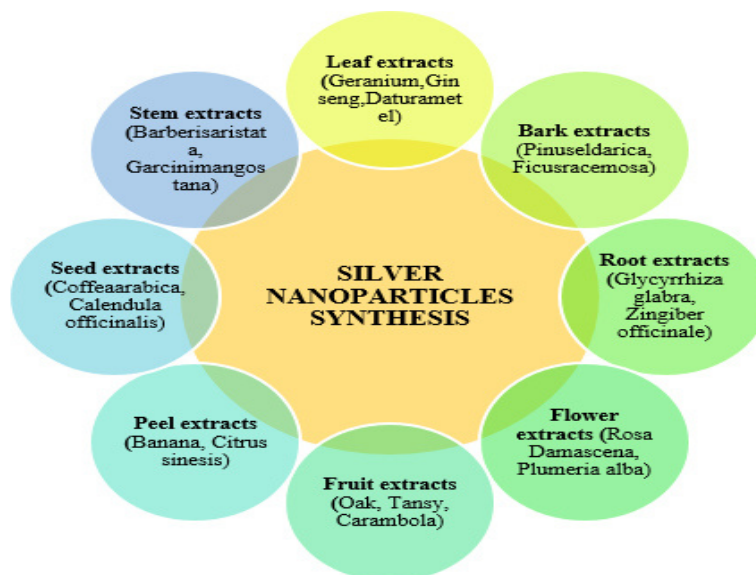 Leaf extracts
(Geranium,Gin
seng,Daturamet
el)
Bark extracts
(Pinuseldarica,
Ficusracemosa)
Root extracts
(Glycyrrhiza
glabra,
Zingiber
officinale)
Flower
extracts (Rosa
Damascena,
Plumeria alba)
Fruit extracts
(Oak, Tansy,
Carambola)
Peel extracts
(Banana, Citrus
sinesis)
Seed extracts
(Coffeaarabica,
Calendula
officinalis)
Stem extracts
(Barberisaristat
a,
Garcinimangos
tana)
SILVER
NANOPARTICLES
SYNTHESIS